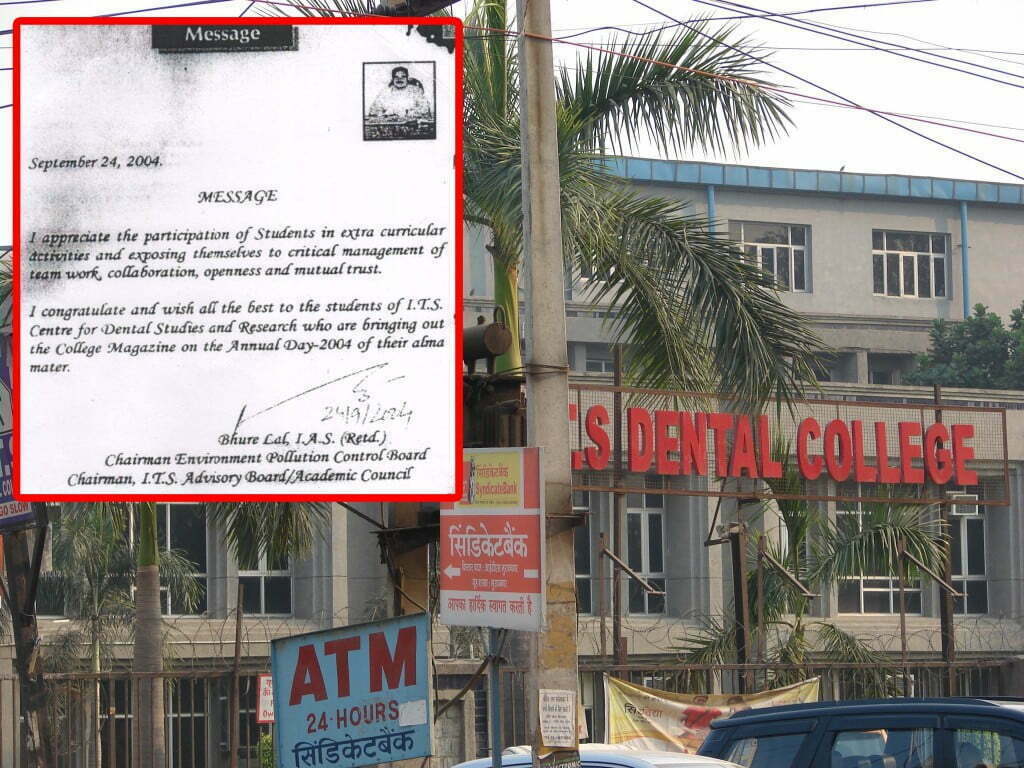 Message
September 24, 2004.
MESSAGE
I appreciate the participation of Students in extra curricular
activities and exposing themselves to critical management of
team work, collaboration, openness and mutual trust.
I congratulate and wish all the best to the students of I.T.S.
Centre for Dental Studies and Research who are bringing out
the College Magazine on the Annual Day-2004 of their alma
mater.
24/9/2004
Bhure Lal, I.A.S. (Retd.)
Chairman Environment Pollution Control Board
Chairman, I.T.S. Advisory Board/Academic Council
.S DENTAL COLLEGE
सिंडिकेटबैंक
SyndicateBank
सिंडिकेटबैंक
आपका हार्दिक स्वागत करती है
GO SLOW
ATM
24-HOURS
सिंडिकेटबैंक